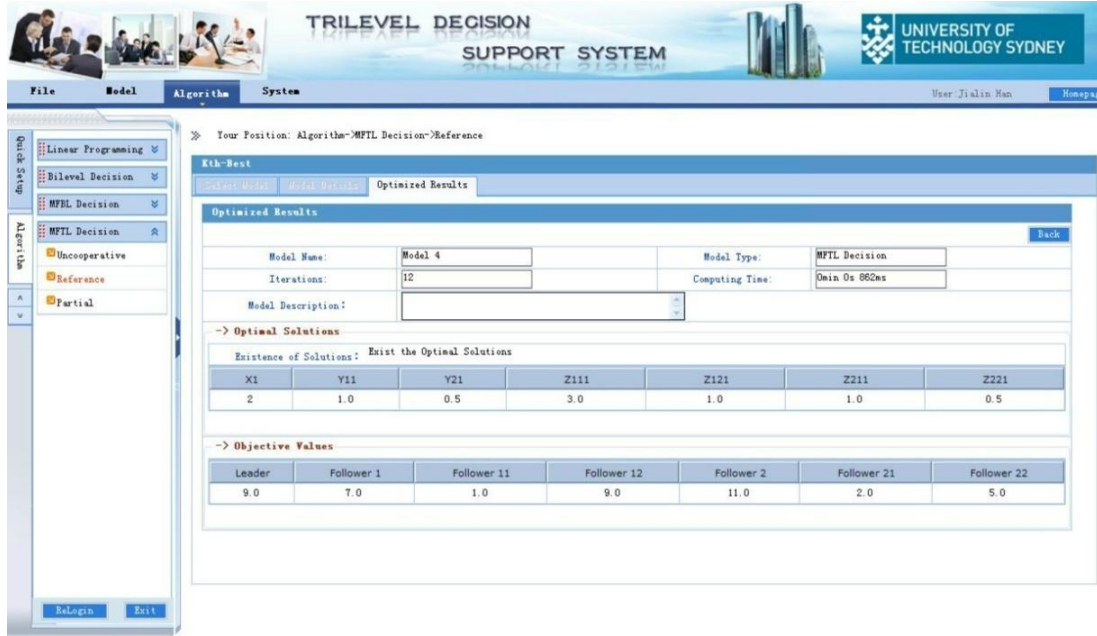 TRILEVEL DECISION
SUPPORT SYSTEM
UNIVERSITY OF
TECHNOLOGY SYDNEY
File Model Algorithm System User:Jialin Han Homepa
Your Position: Algorithm->MFTL Decision->Reference
Quick Setup
Algorithm
Linear Programming
Bilevel Decision
MFBL Decision
MFTL Decision
Uncooperative
Reference
Partial
ReLogin Exit
Kth-Best
Select Model Model Details Optimized Results
Optimized Results
Back
Model Name: Model 4 Model Type: MFTL Decision
Iterations: 12 Computing Time: 0min 0s 862ms
Model Description:
-> Optimal Solutions
Existence of Solutions: Exist the Optimal Solutions
X1 Y11 Y21 Z111 Z121 Z211 Z221
2 1.0 0.5 3.0 1.0 1.0 0.5
-> Objective Values
Leader Follower 1 Follower 11 Follower 12 Follower 2 Follower 21 Follower 22
9.0 7.0 1.0 9.0 11.0 2.0 5.0